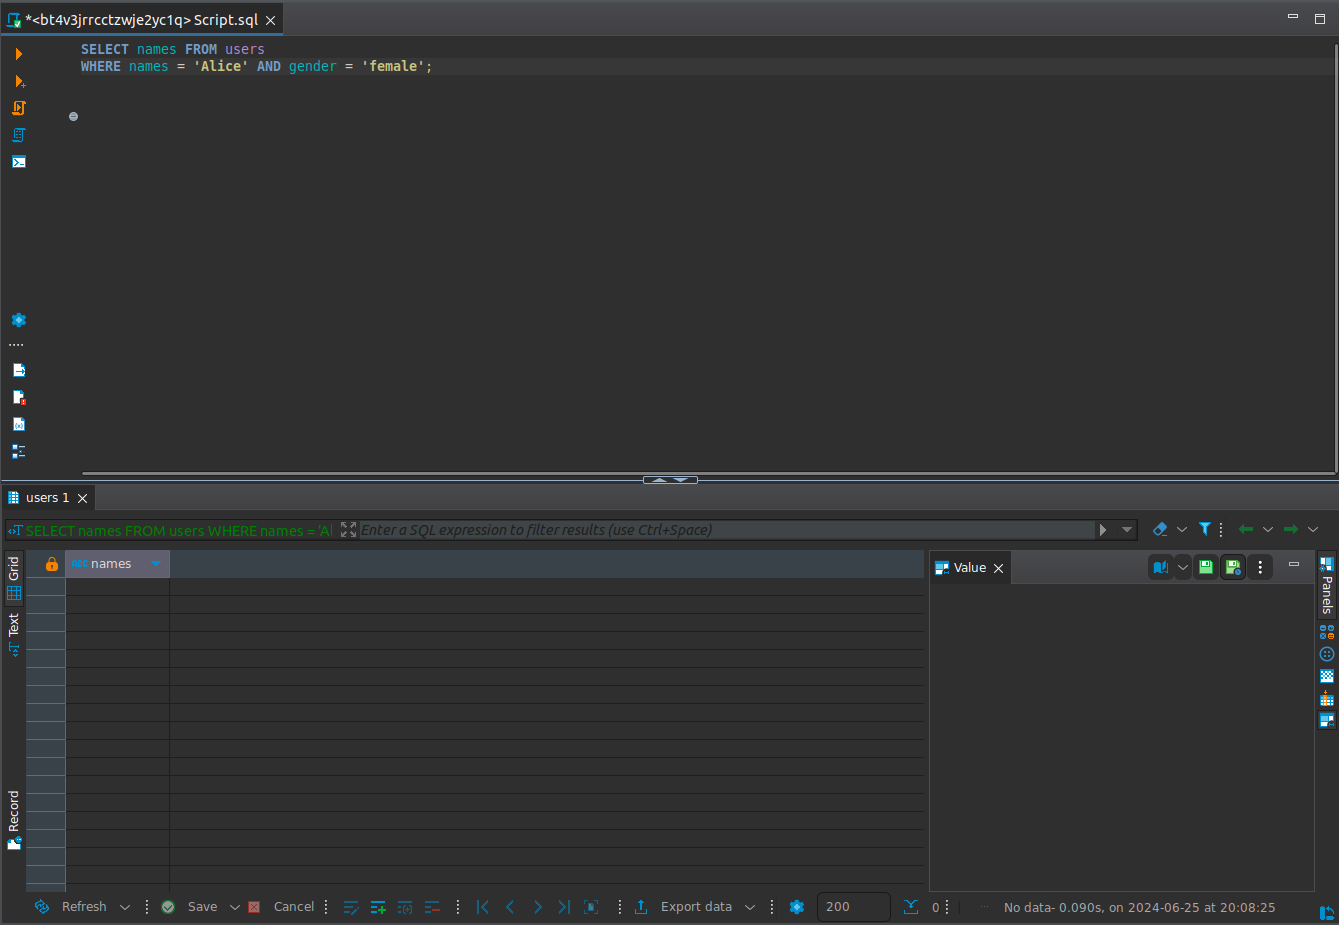 *<bt4v3jrrcctzwje2yc1q> Script.sql
SELECT names FROM users
WHERE names = 'Alice' AND gender = 'female';
users 1
SELECT names FROM users WHERE names = 'Al
Enter a SQL expression to filter results (use Ctrl+Space)
Grid
Text
Record
names
Value
Panels
Refresh
Save
Cancel
Export data
200
0
No data- 0.090s, on 2024-06-25 at 20:08:25